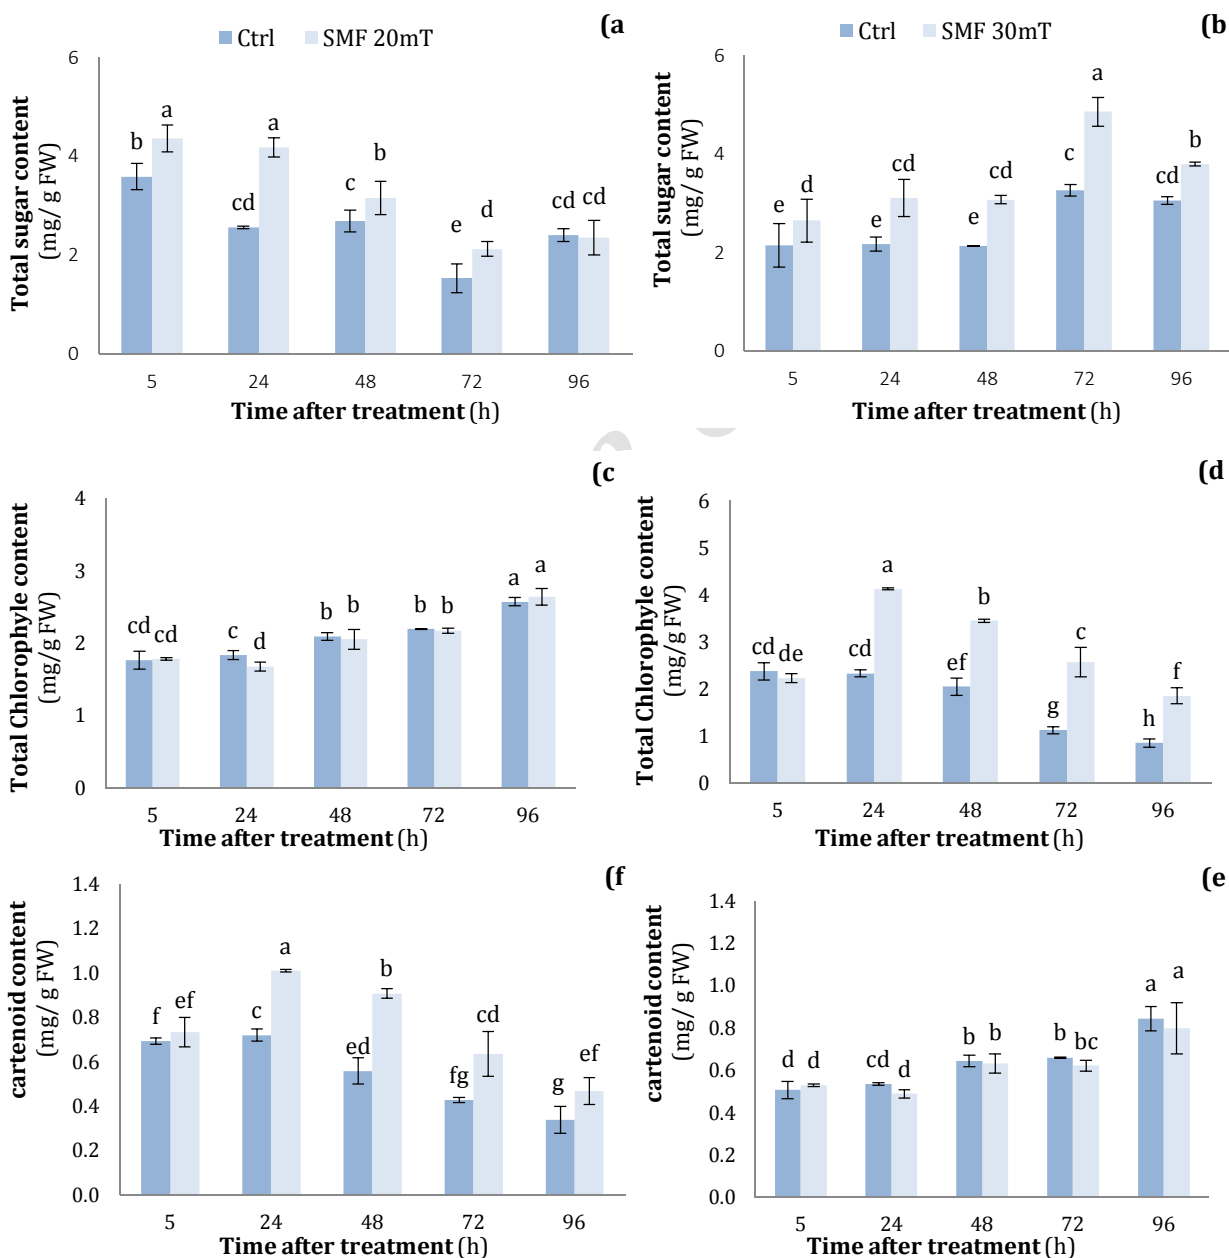 Ctrl SMF 20mT (a
Total sugar content
(mg/ g FW)
6
4
2
0
b a cd a c b e d cd cd
5 24 48 72 96
Time after treatment (h)
Ctrl SMF 30mT (b
Total sugar content
(mg/ g FW)
6
4
2
0
e d e cd e cd c a cd b
5 24 48 72 96
Time after treatment (h)
(c
Total Chlorophyle content
(mg/g FW)
4
3
2
1
0
cd cd c d b b b b a a
5 24 48 72 96
Time after treatment (h)
(d
Total Chlorophyle content
(mg/g FW)
6
5
4
3
2
1
0
cd de cd a ef b g c h f
5 24 48 72 96
Time after treatment (h)
(f
cartenoid content
(mg/ g FW)
1.4
1.2
1.0
0.8
0.6
0.4
0.2
0.0
f ef c a ed b fg cd g ef
5 24 48 72 96
Time after treatment (h)
(e
cartenoid content
(mg/ g FW)
1.4
1.2
1.0
0.8
0.6
0.4
0.2
0.0
d d cd d b b b bc a a
5 24 48 72 96
Time after treatment (h)